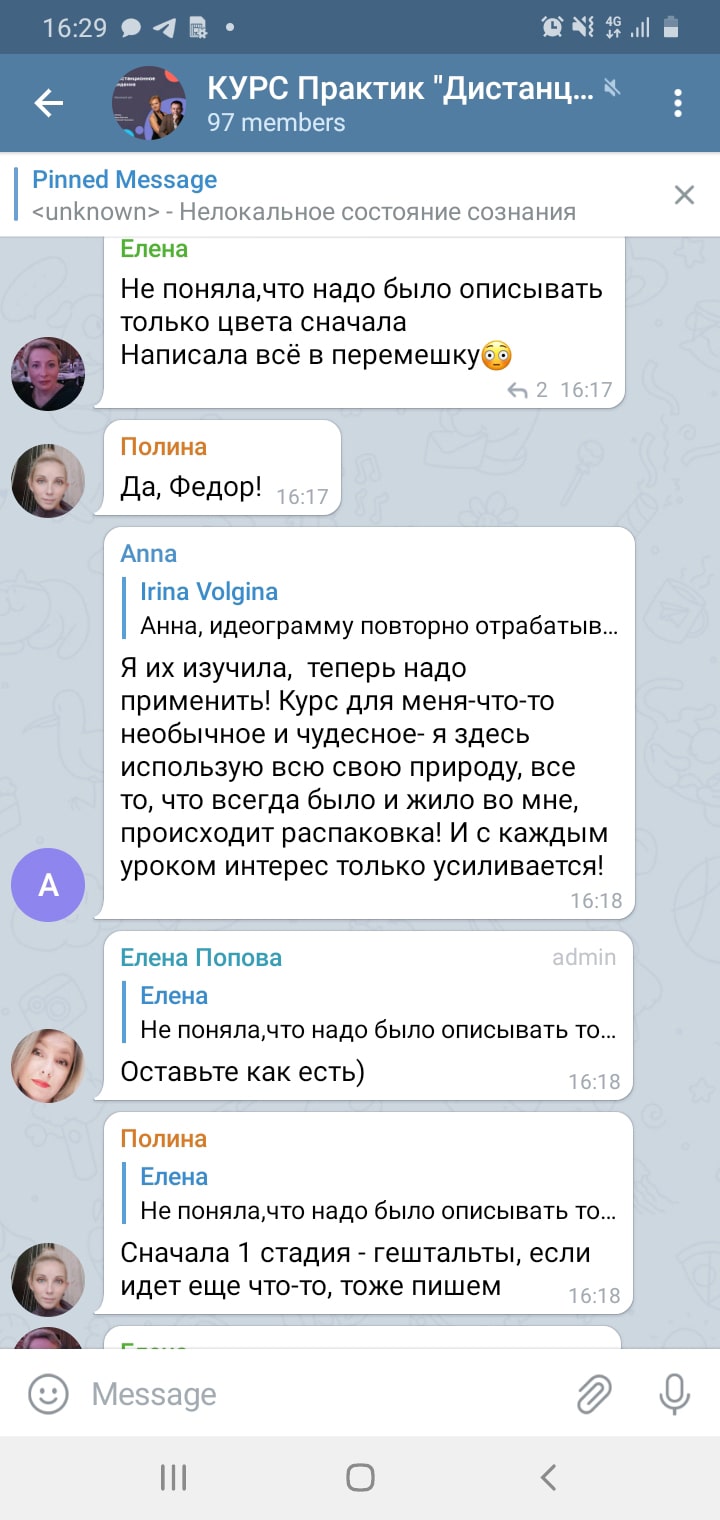 16:29
4G
КУРС Практик "Дистанц...
97 members
Pinned Message
<unknown> - Нелокальное состояние сознания
Елена
Не поняла,что надо было описывать
только цвета сначала
Написала всё в перемешку😳
2 16:17
Полина
Да, Федор! 16:17
Anna
Irina Volgina
Анна, идеограмму повторно отрабатыв...
Я их изучила, теперь надо
применить! Курс для меня-что-то
необычное и чудесное- я здесь
использую всю свою природу, все
то, что всегда было и жило во мне,
происходит распаковка! И с каждым
уроком интерес только усиливается!
A
16:18
Елена Попова admin
Елена
Не поняла,что надо было описывать то...
Оставьте как есть)
16:18
Полина
Елена
Не поняла,что надо было описывать то...
Сначала 1 стадия - гештальты, если
идет еще что-то, тоже пишем
16:18
Message